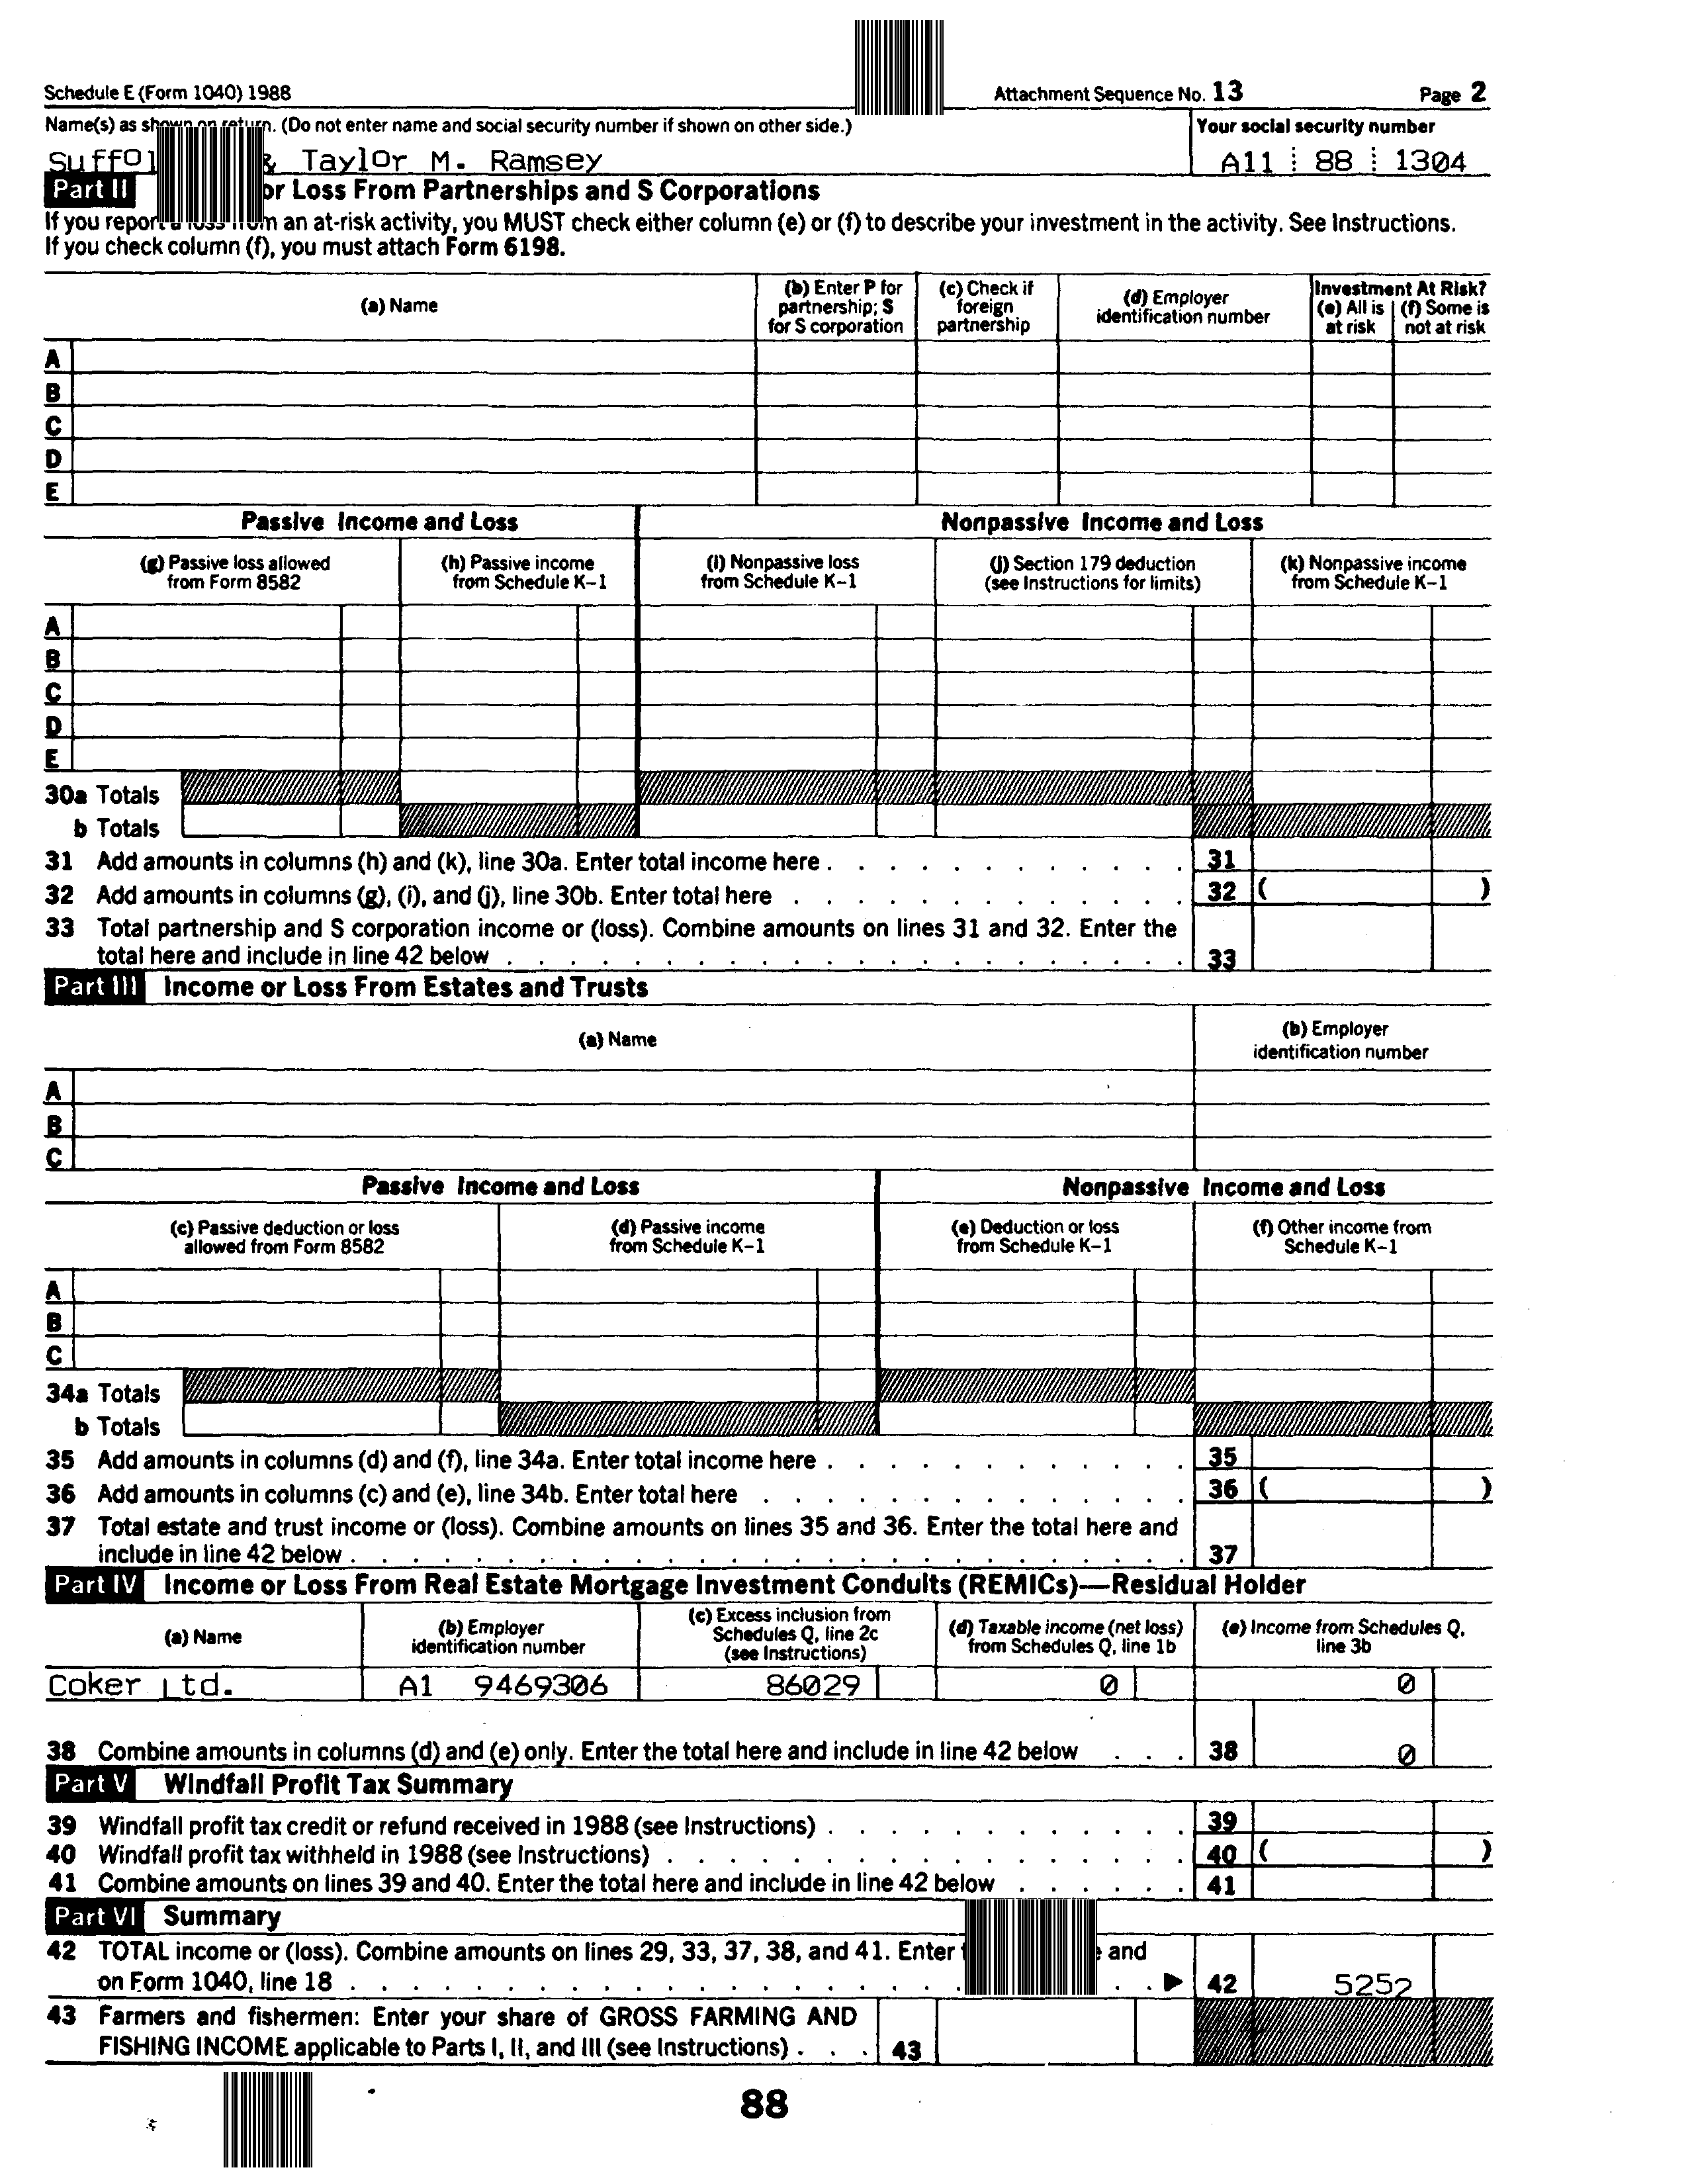 Schedule E (Form 1040) 1988 Attachment Sequence No. 13 Page 2
Name(s) as shown on return. (Do not enter name and social security number if shown on other side.) Your social security number
& Taylor M. Ramsey A11 88 1304
Part II or Loss From Partnerships and S Corporations
If you report a loss from an at-risk activity, you MUST check either column (e) or (f) to describe your investment in the activity. See Instructions.
If you check column (f), you must attach Form 6198.
(a) Name (b) Enter P for partnership; S for S corporation (c) Check if foreign partnership (d) Employer identification number Investment At Risk? (e) All is at risk (f) Some is not at risk
A
B
C
D
E
Passive Income and Loss Nonpassive Income and Loss
(g) Passive loss allowed from Form 8582 (h) Passive income from Schedule K-1 (i) Nonpassive loss from Schedule K-1 (j) Section 179 deduction (see Instructions for limits) (k) Nonpassive income from Schedule K-1
A
B
C
D
E
30a Totals
b Totals
31 Add amounts in columns (h) and (k), line 30a. Enter total income here . . . . . . . . . . . . 31
32 Add amounts in columns (g), (i), and (j), line 30b. Enter total here . . . . . . . . . . . . . 32 ( )
33 Total partnership and S corporation income or (loss). Combine amounts on lines 31 and 32. Enter the
total here and include in line 42 below . . . . . . . . . . . . . . . . . 33
Part III Income or Loss From Estates and Trusts
(a) Name (b) Employer identification number
A
B
C
Passive Income and Loss Nonpassive Income and Loss
(c) Passive deduction or loss allowed from Form 8582 (d) Passive income from Schedule K-1 (e) Deduction or loss from Schedule K-1 (f) Other income from Schedule K-1
A
B
C
34a Totals
b Totals
35 Add amounts in columns (d) and (f), line 34a. Enter total income here . . . . . . . . . . . . 35
36 Add amounts in columns (c) and (e), line 34b. Enter total here . . . . . . . . . . . . . 36 ( )
37 Total estate and trust income or (loss). Combine amounts on lines 35 and 36. Enter the total here and
include in line 42 below . . . . . . . . . . . . . . . . . . . . 37
Part IV Income or Loss From Real Estate Mortgage Investment Conduits (REMICs)—Residual Holder
(a) Name (b) Employer identification number (c) Excess inclusion from Schedules Q, line 2c (see Instructions) (d) Taxable income (net loss) from Schedules Q, line 1b (e) Income from Schedules Q, line 3b
Coker Ltd. A1 9469306 86029 0 0
38 Combine amounts in columns (d) and (e) only. Enter the total here and include in line 42 below . . . 38 0
Part V Windfall Profit Tax Summary
39 Windfall profit tax credit or refund received in 1988 (see Instructions) . . . . . . . . . . . . 39
40 Windfall profit tax withheld in 1988 (see Instructions) . . . . . . . . . . . . . . . . . 40 ( )
41 Combine amounts on lines 39 and 40. Enter the total here and include in line 42 below . . . . . . 41
Part VI Summary
42 TOTAL income or (loss). Combine amounts on lines 29, 33, 37, 38, and 41. Enter and
on Form 1040, line 18 . . . . . . . . . . . . . . . . . ▶ 42 5252
43 Farmers and fishermen: Enter your share of GROSS FARMING AND
FISHING INCOME applicable to Parts I, II, and III (see Instructions) . . . 43
88